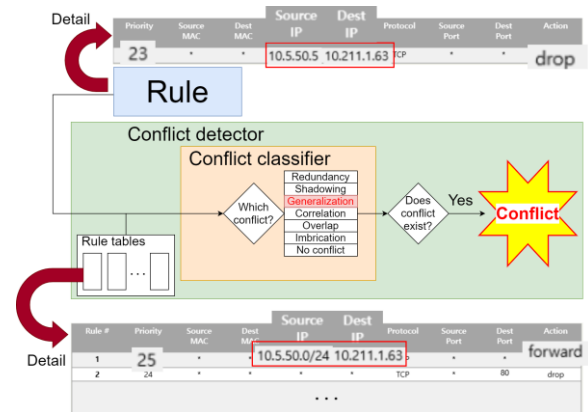 Detail
Priority Source MAC Dest MAC Source IP Dest IP Protocol Source Port Dest Port Action
23 * * 10.5.50.5 10.211.1.63 TCP * * drop
Rule
Conflict detector
Conflict classifier
Which conflict?
Redundancy
Shadowing
Generalization
Correlation
Overlap
Imbrication
No conflict
Does conflict exist?
Yes
Conflict
Rule tables
...
Detail
Rule # Priority Source MAC Dest MAC Source IP Dest IP Protocol Source Port Dest Port Action
1 25 * * 10.5.50.0/24 10.211.1.63 * * forward
2 24 * * * * TCP * 80 drop
...